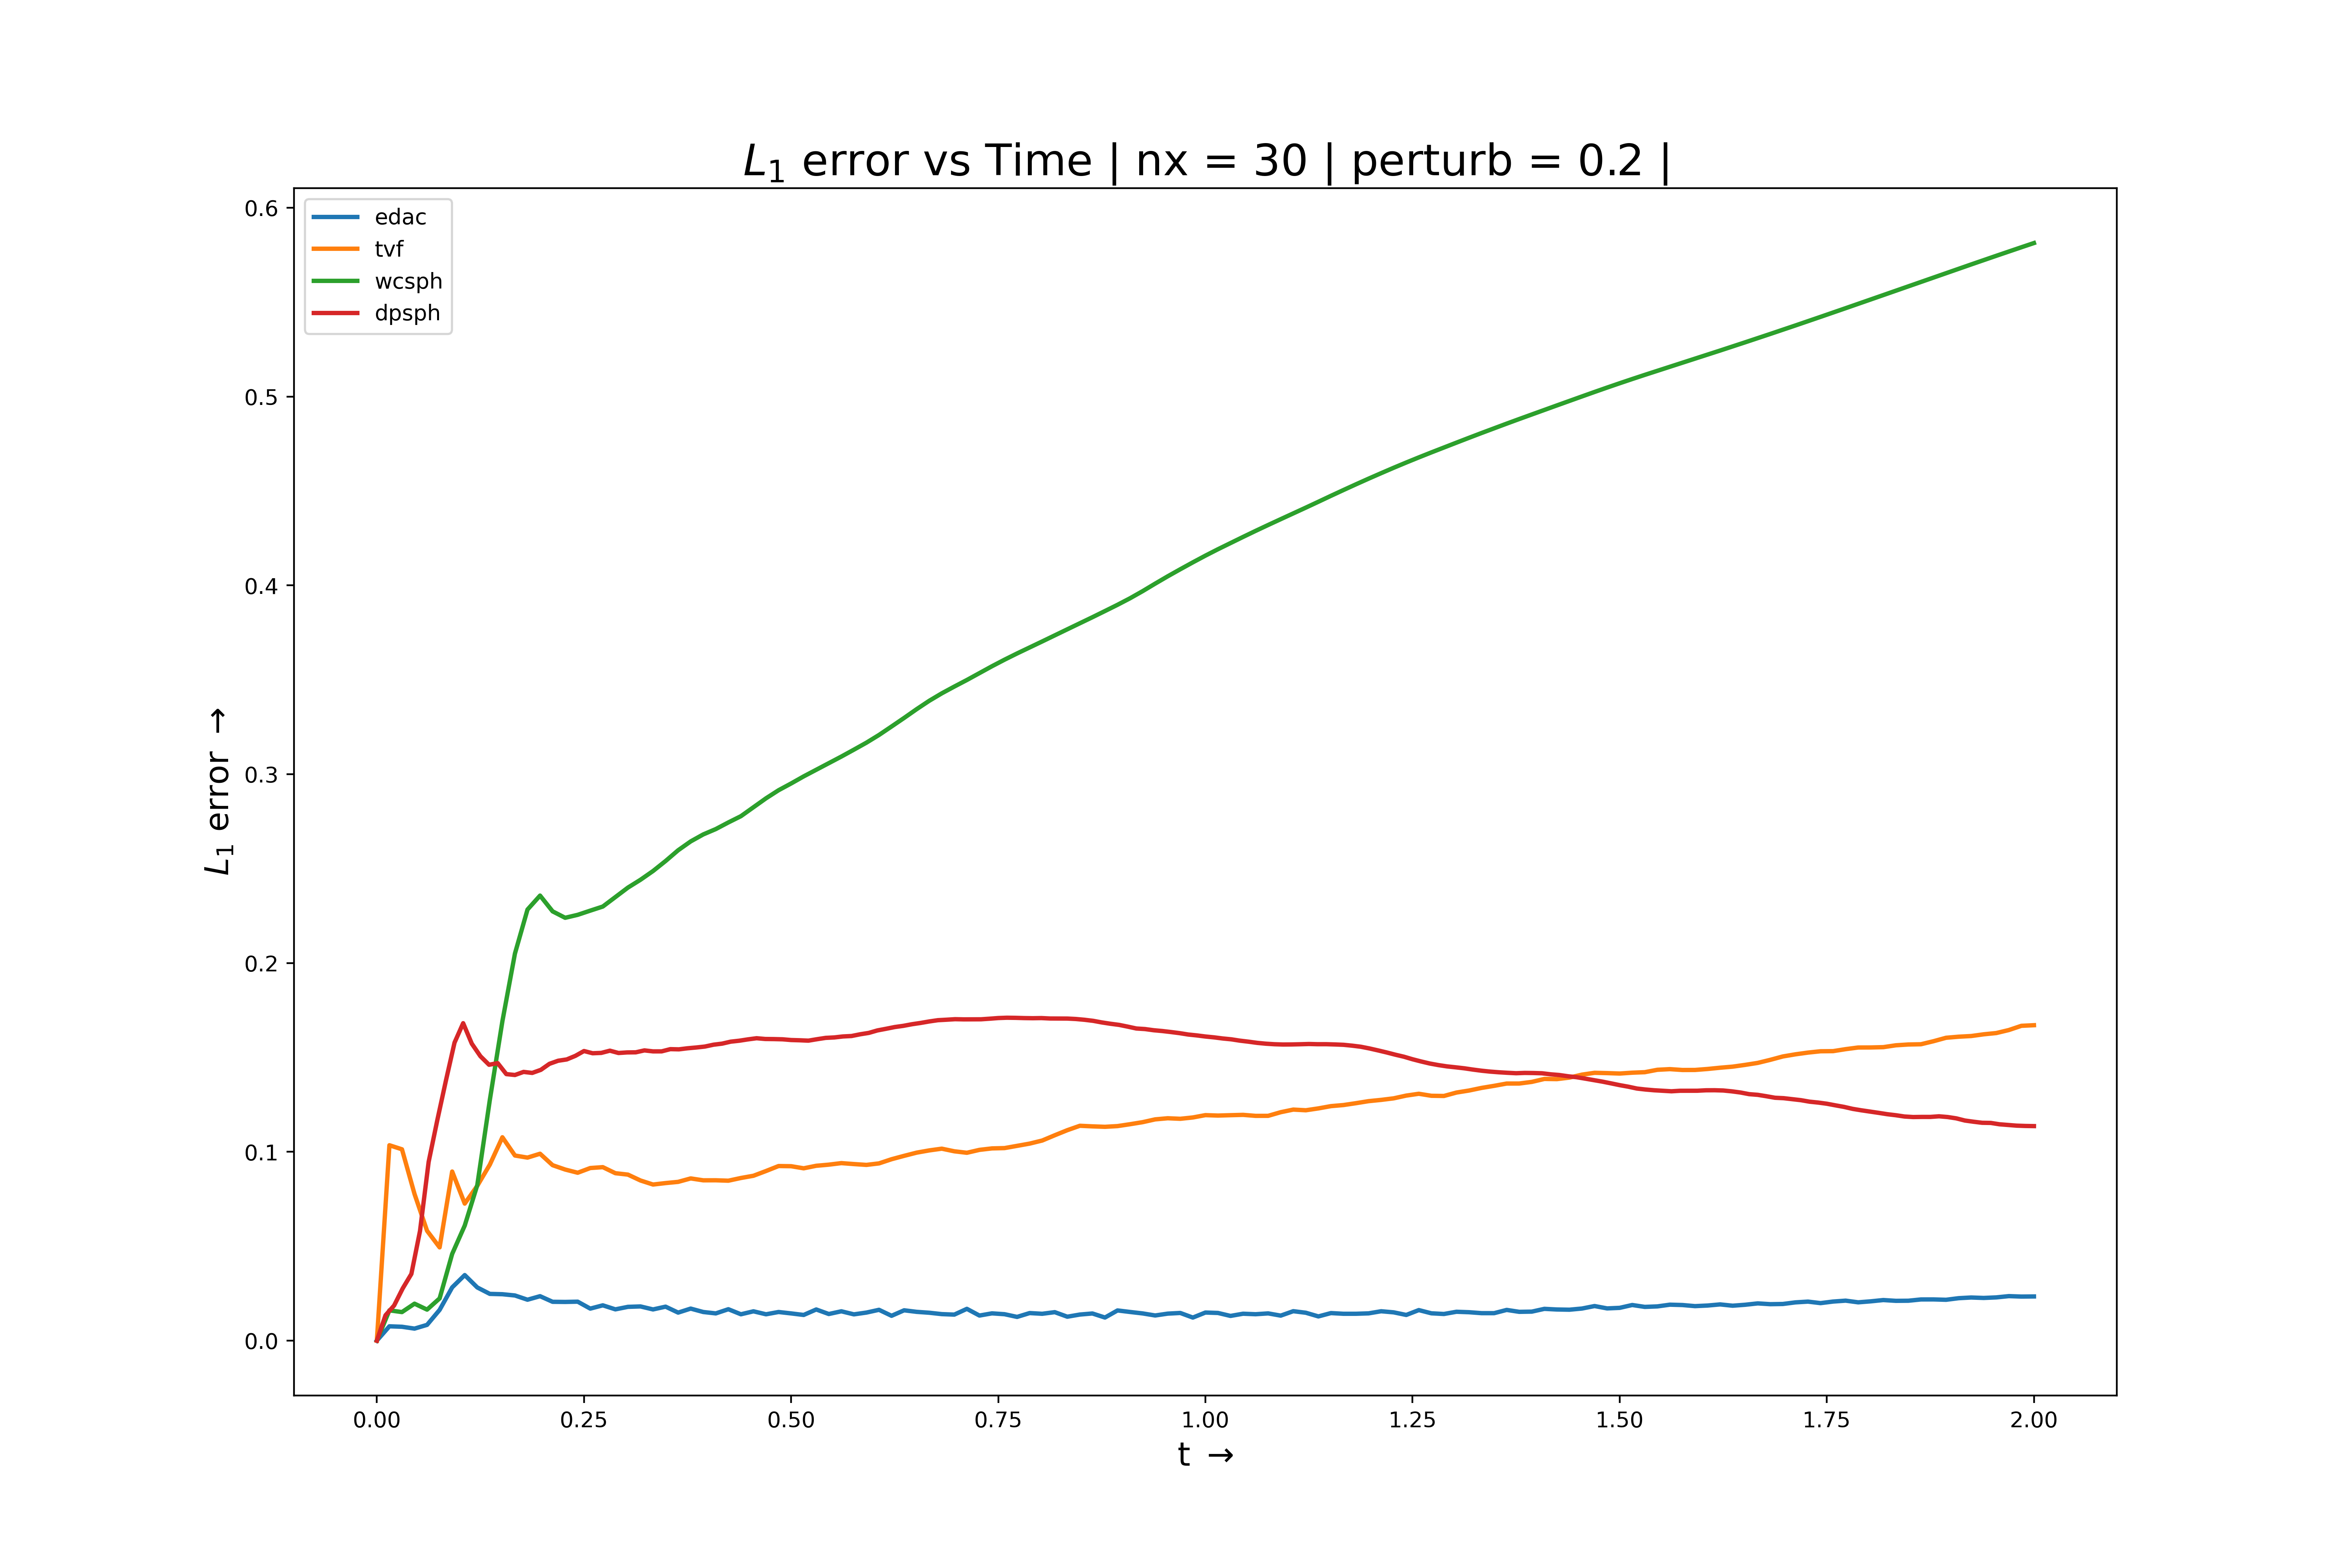 L₁ error vs Time | nx = 30 | perturb = 0.2 |
edac
tvf
wcsph
dpsph
0.6
0.5
0.4
0.3
0.2
0.1
0.0
L₁ error →
0.00 0.25 0.50 0.75 1.00 1.25 1.50 1.75 2.00
t →